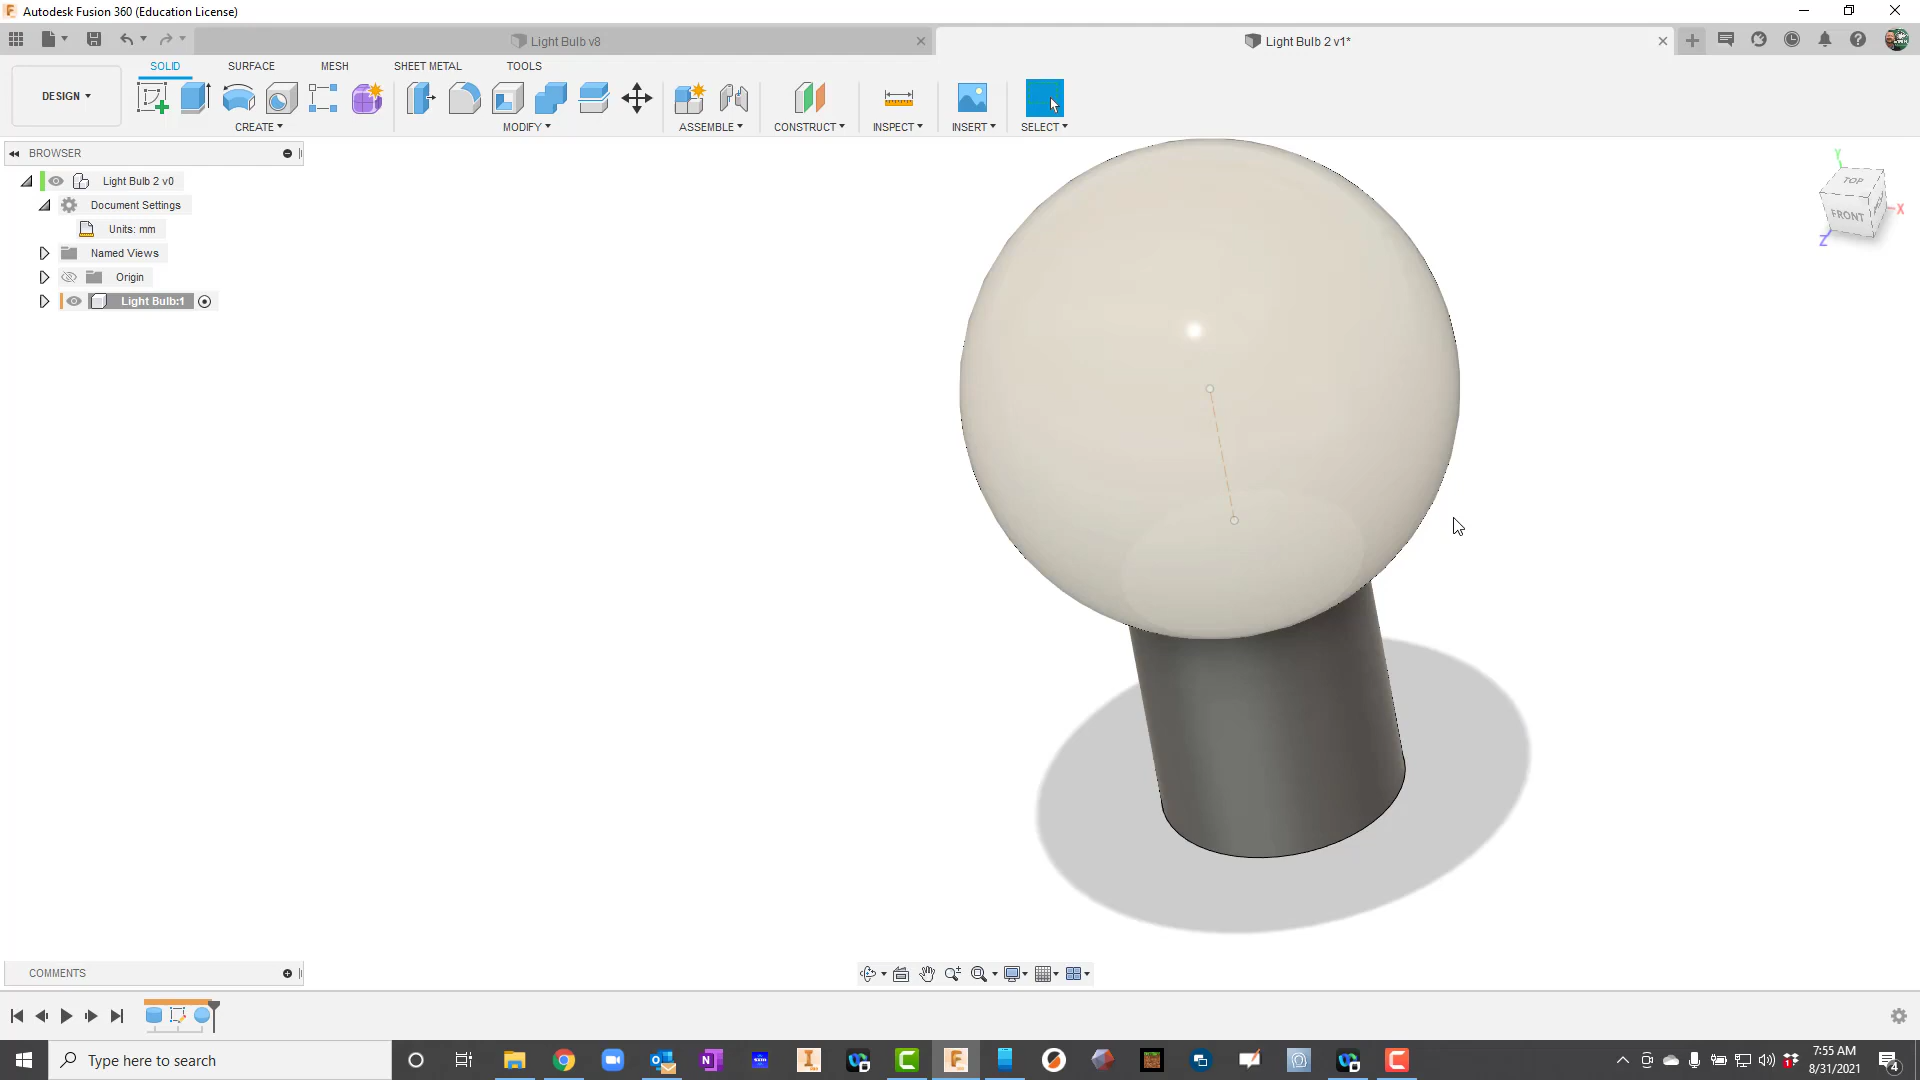 Autodesk Fusion 360 (Education License)
Light Bulb v8
Light Bulb 2 v1*
DESIGN
SOLID
SURFACE
MESH
SHEET METAL
TOOLS
CREATE
MODIFY
ASSEMBLE
CONSTRUCT
INSPECT
INSERT
SELECT
BROWSER
Light Bulb 2 v0
Document Settings
Units: mm
Named Views
Origin
Light Bulb:1
Y
TOP
FRONT
X
Z
COMMENTS
Type here to search
7:55 AM
8/31/2021
4